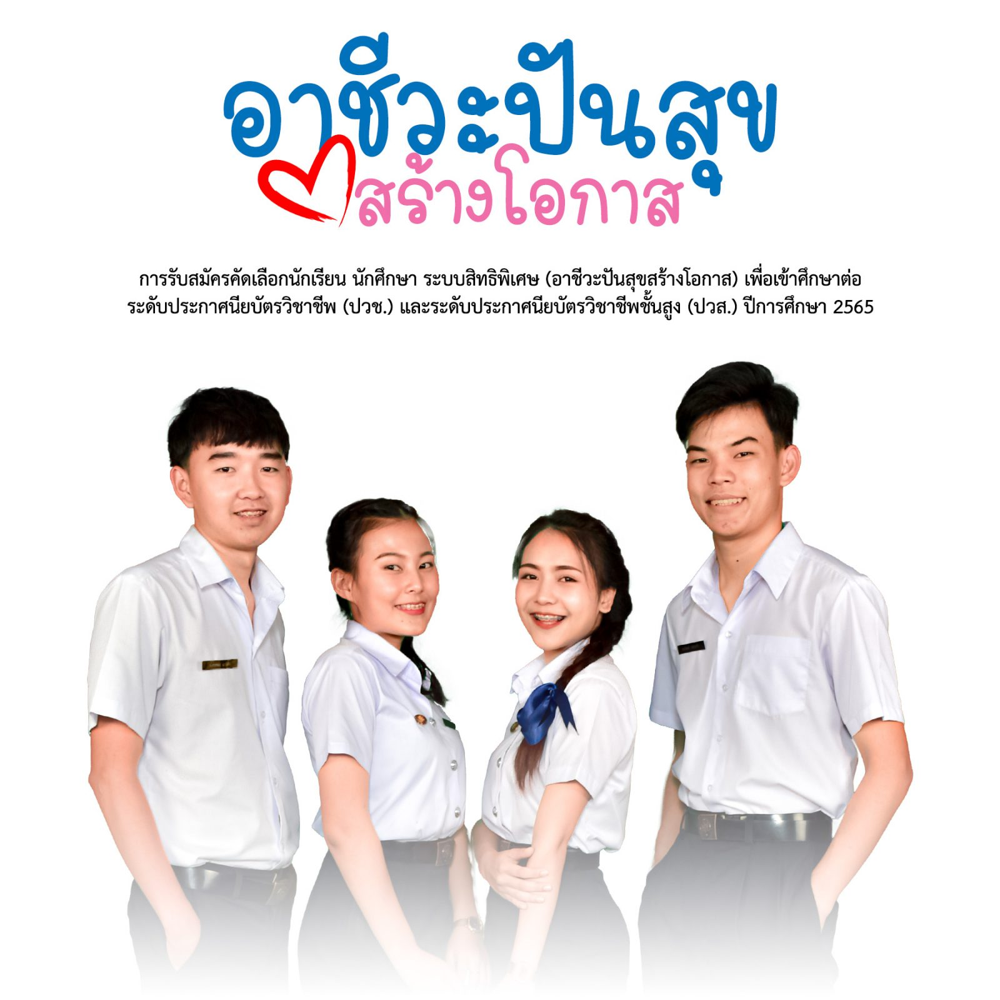 อาชีวะปันสุข
สร้างโอกาส
การรับสมัครคัดเลือกนักเรียน นักศึกษา ระบบสิทธิพิเศษ (อาชีวะปันสุขสร้างโอกาส) เพื่อเข้าศึกษาต่อ
ระดับประกาศนียบัตรวิชาชีพ (ปวช.) และระดับประกาศนียบัตรวิชาชีพชั้นสูง (ปวส.) ปีการศึกษา 2565